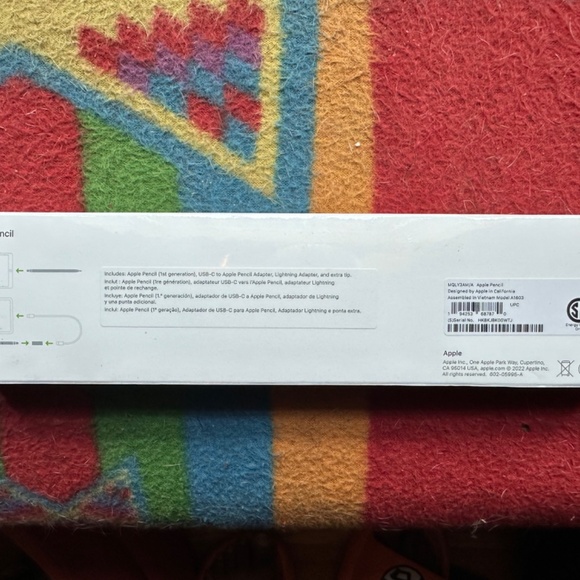 ncil
Includes: Apple Pencil (1st generation), USB-C to Apple Pencil Adapter, Lightning Adapter, and extra tip.
Inclut : Apple Pencil (1re génération), adaptateur USB-C vers l'Apple Pencil, adaptateur Lightning
et pointe de rechange.
Incluye: Apple Pencil (1.ª generación), adaptador de USB-C a Apple Pencil, adaptador de Lightning
y una punta adicional.
Inclui: Apple Pencil (1ª geração), Adaptador de USB-C para Apple Pencil, Adaptador Lightning e ponta extra.
Apple Pencil
Designed by Apple in California
Assembled in Vietnam Model A1603
UPC
(S)Serial No.
Apple
Apple Inc., One Apple Park Way, Cupertino,
CA 95014 USA, apple.com © 2022 Apple Inc.
All rights reserved. 602-05995-A